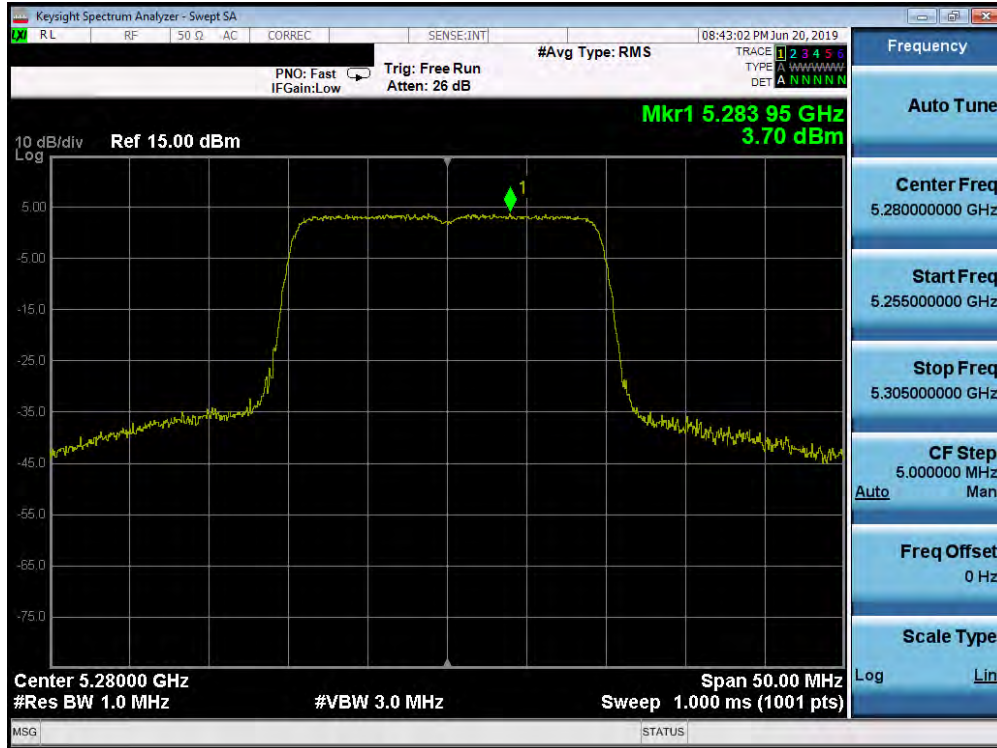 Keysight Spectrum Analyzer - Swept SA
LXI RL RF 50 Ω AC CORREC SENSE:INT 08:43:02 PM Jun 20, 2019
#Avg Type: RMS
TRACE 1 2 3 4 5 6
TYPE A WWWWW
DET A N N N N N
PNO: Fast Trig: Free Run
IFGain:Low Atten: 26 dB
Mkr1 5.283 95 GHz
3.70 dBm
10 dB/div Ref 15.00 dBm
Log
1
5.00
-5.00
-15.0
-25.0
-35.0
-45.0
-55.0
-65.0
-75.0
Center 5.28000 GHz Span 50.00 MHz
#Res BW 1.0 MHz #VBW 3.0 MHz Sweep 1.000 ms (1001 pts)
MSG STATUS
Frequency
Auto Tune
Center Freq
5.280000000 GHz
Start Freq
5.255000000 GHz
Stop Freq
5.305000000 GHz
CF Step
5.000000 MHz
Auto Man
Freq Offset
0 Hz
Scale Type
Log Lin